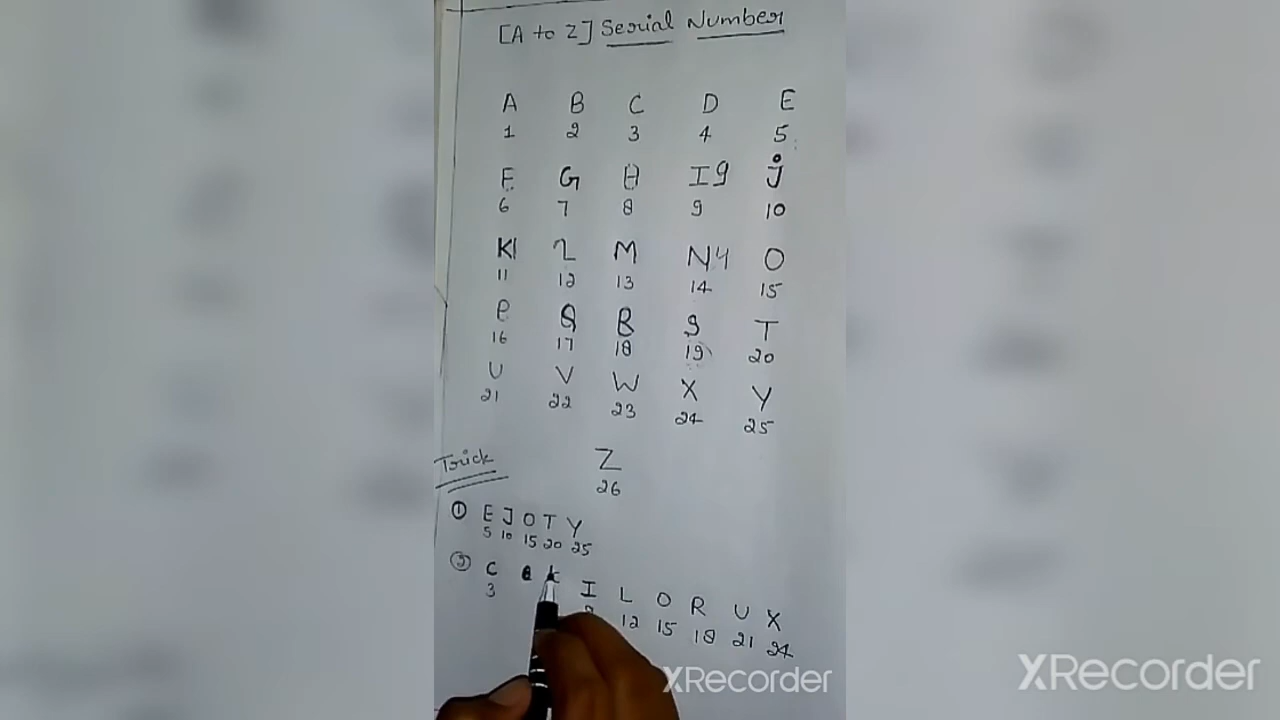 [A to Z] Serial Number
A B C D E
1 2 3 4 5
F G H I9 J
6 7 8 9 10
K L M N4 O
11 12 13 14 15
P Q R S T
16 17 18 19 20
U V W X Y
21 22 23 24 25
Trick
Z
26
① E J O T Y
5 10 15 20 25
② C I L O R U X
3 12 15 18 21 24
XRecorder
XRecorder